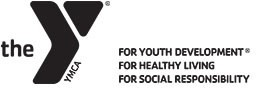 the
YMCA
®
FOR YOUTH DEVELOPMENT®
FOR HEALTHY LIVING
FOR SOCIAL RESPONSIBILITY